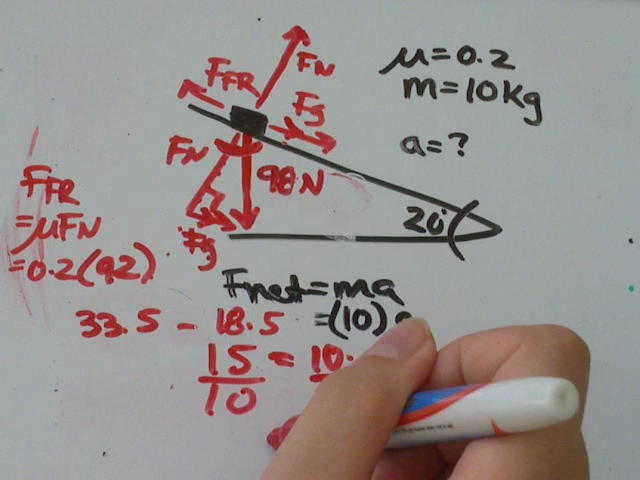 μ=0.2
m=10kg
a=?
FN
FFR
Fg
FN
98N
20°
Fg
FFR
=μFN
=0.2(92)
Fnet=ma
33.5 - 18.5 =(10)a
15 = 10
10